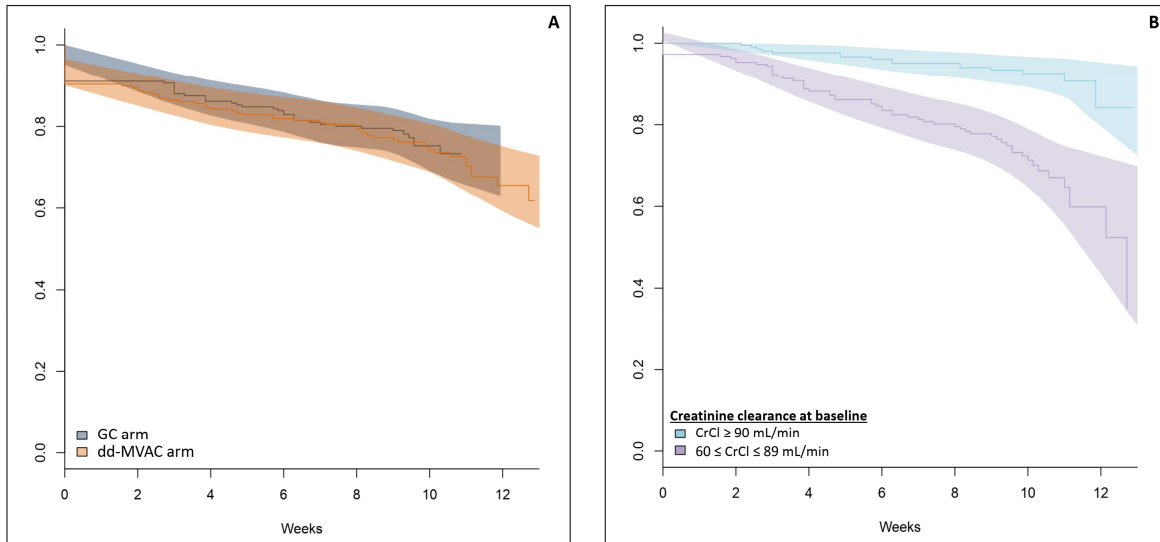 A
1.0
0.8
0.6
0.4
0.2
0.0
GC arm
dd-MVAC arm
0 2 4 6 8 10 12
Weeks
B
1.0
0.8
0.6
0.4
0.2
0.0
Creatinine clearance at baseline
CrCl ≥ 90 mL/min
60 ≤ CrCl ≤ 89 mL/min
0 2 4 6 8 10 12
Weeks